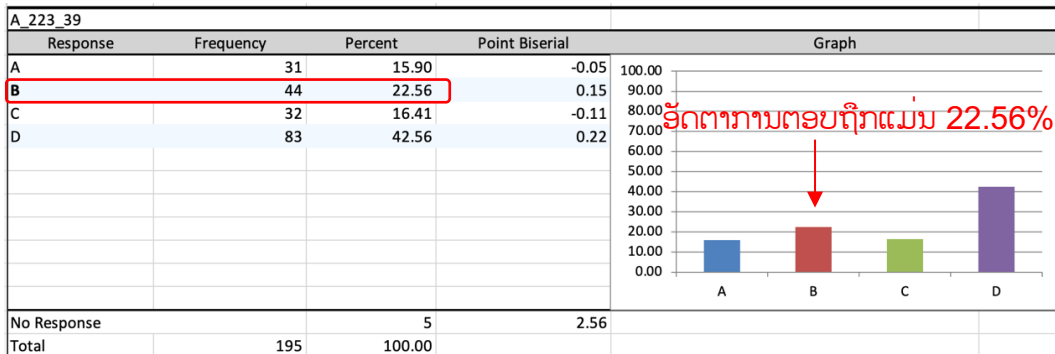 A_223_39
Response Frequency Percent Point Biserial Graph
A 31 15.90 -0.05
B 44 22.56 0.15
C 32 16.41 -0.11
D 83 42.56 0.22
100.00
90.00
80.00
70.00
60.00
50.00
40.00
30.00
20.00
10.00
0.00
ອັດຕາການຕອບຖືກແມ່ນ 22.56%
A B C D
No Response 5 2.56
Total 195 100.00